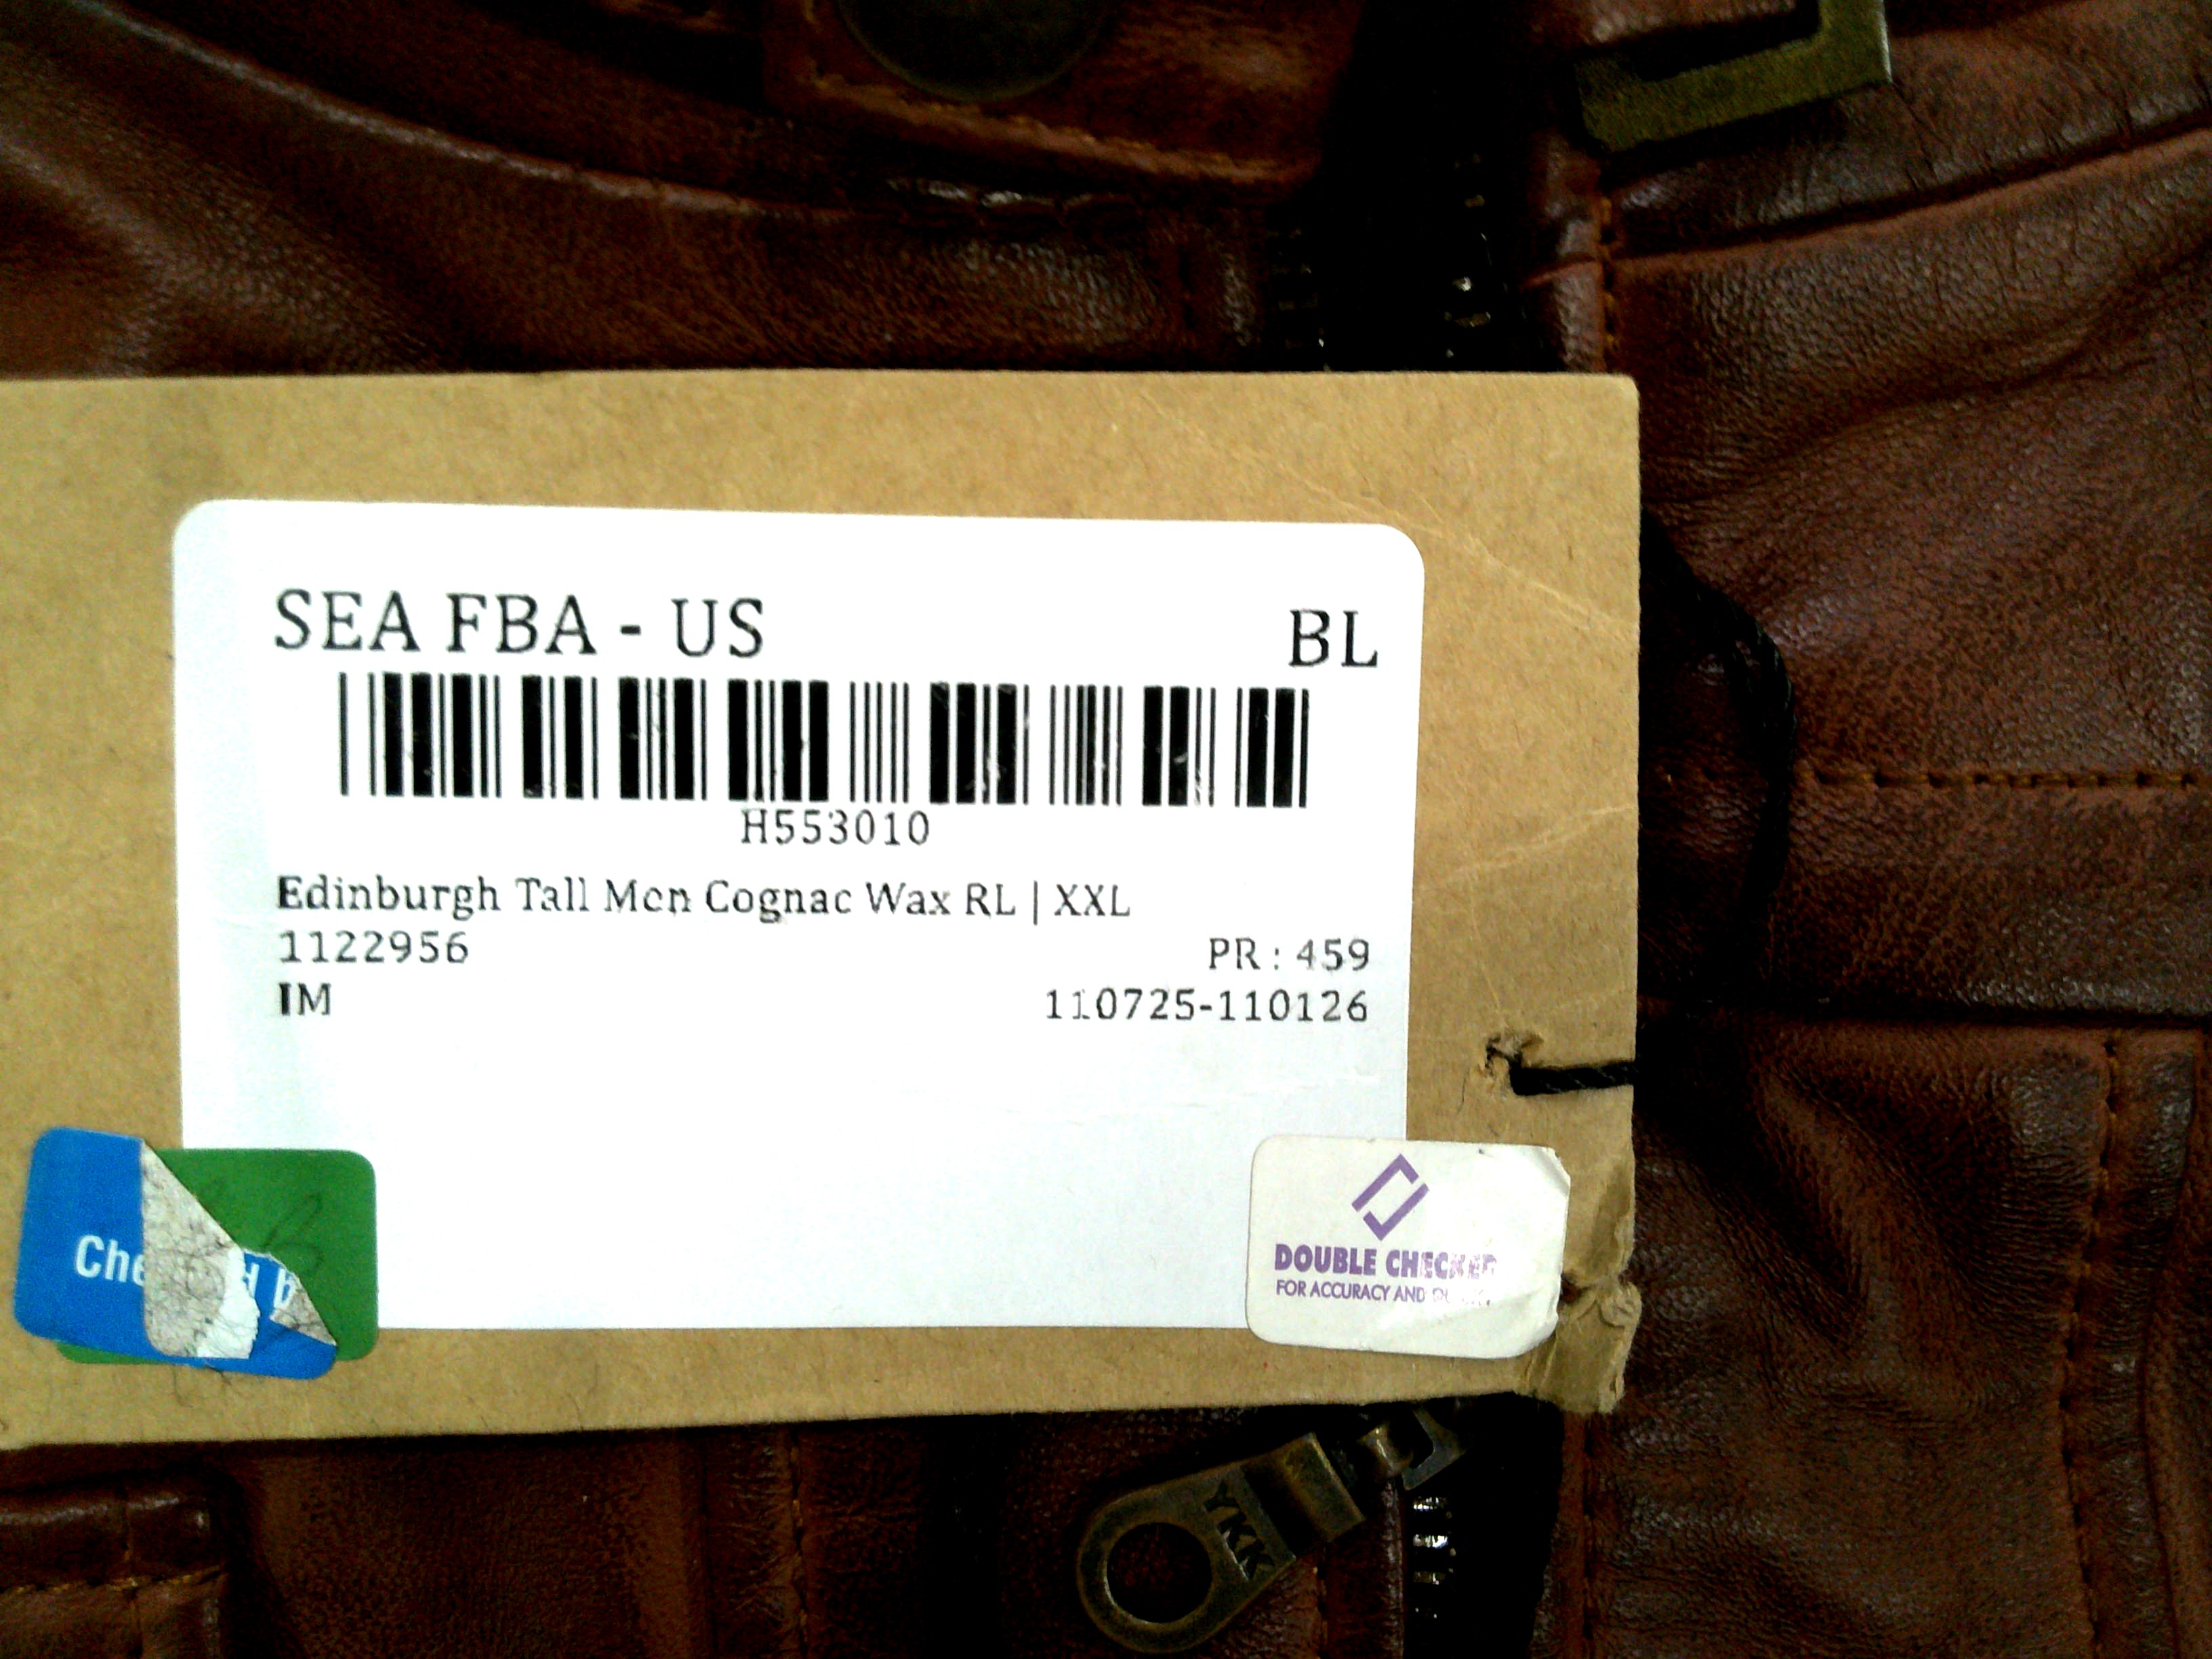 SEA FBA - US BL
H553010
Edinburgh Tall Men Cognac Wax RL | XXL
1122956 PR : 459
IM 110725-110126
DOUBLE CHECKED
FOR ACCURACY AND
YKK